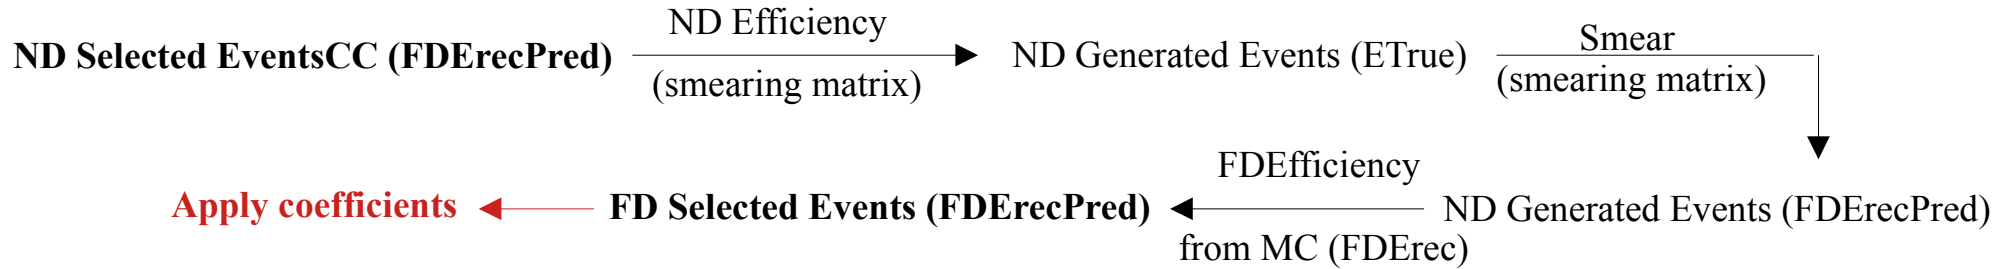 ND Selected EventsCC (FDErecPred)
ND Efficiency
(smearing matrix)
ND Generated Events (ETrue)
Smear
(smearing matrix)
ND Generated Events (FDErecPred)
FDEfficiency
from MC (FDErec)
FD Selected Events (FDErecPred)
Apply coefficients